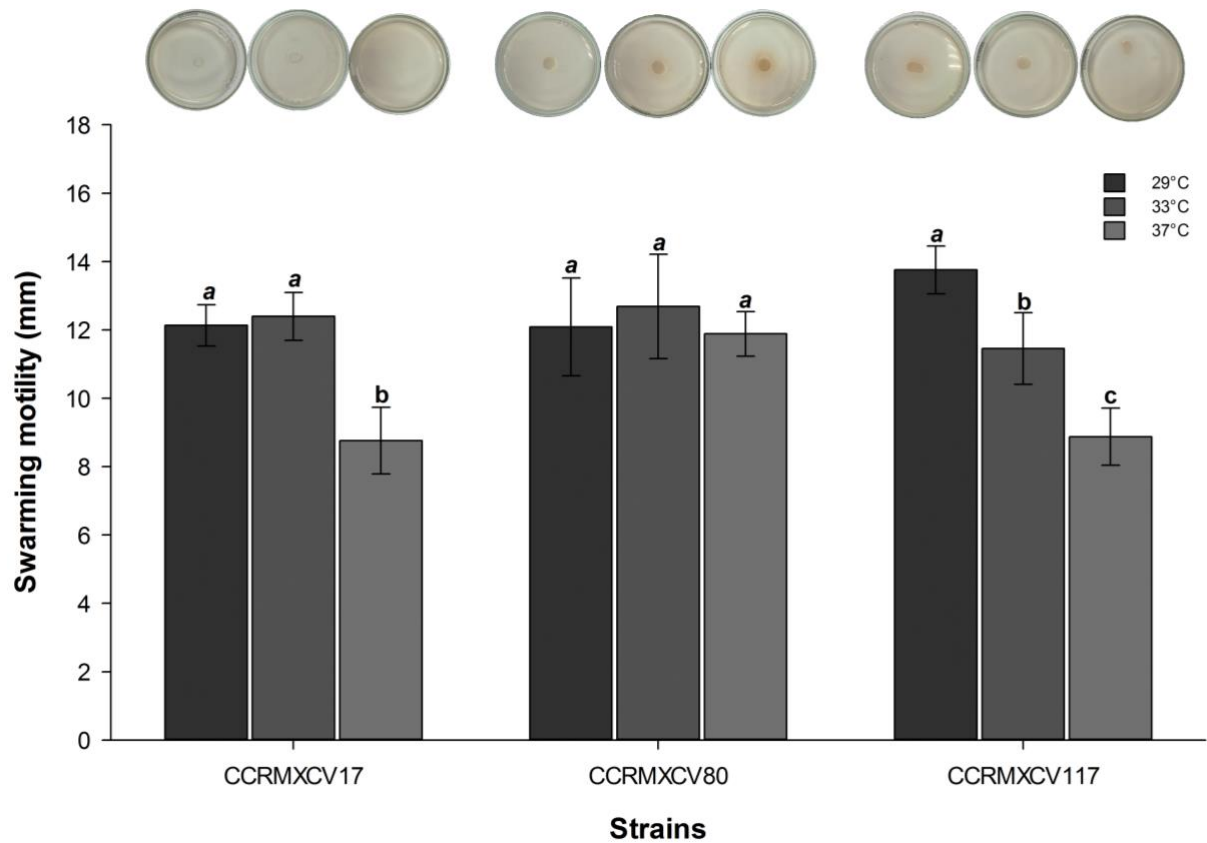 18
16
14
12
10
8
6
4
2
0
Swarming motility (mm)
29°C
33°C
37°C
a
a
b
a
a
a
a
b
c
CCRMXCV17
CCRMXCV80
CCRMXCV117
Strains